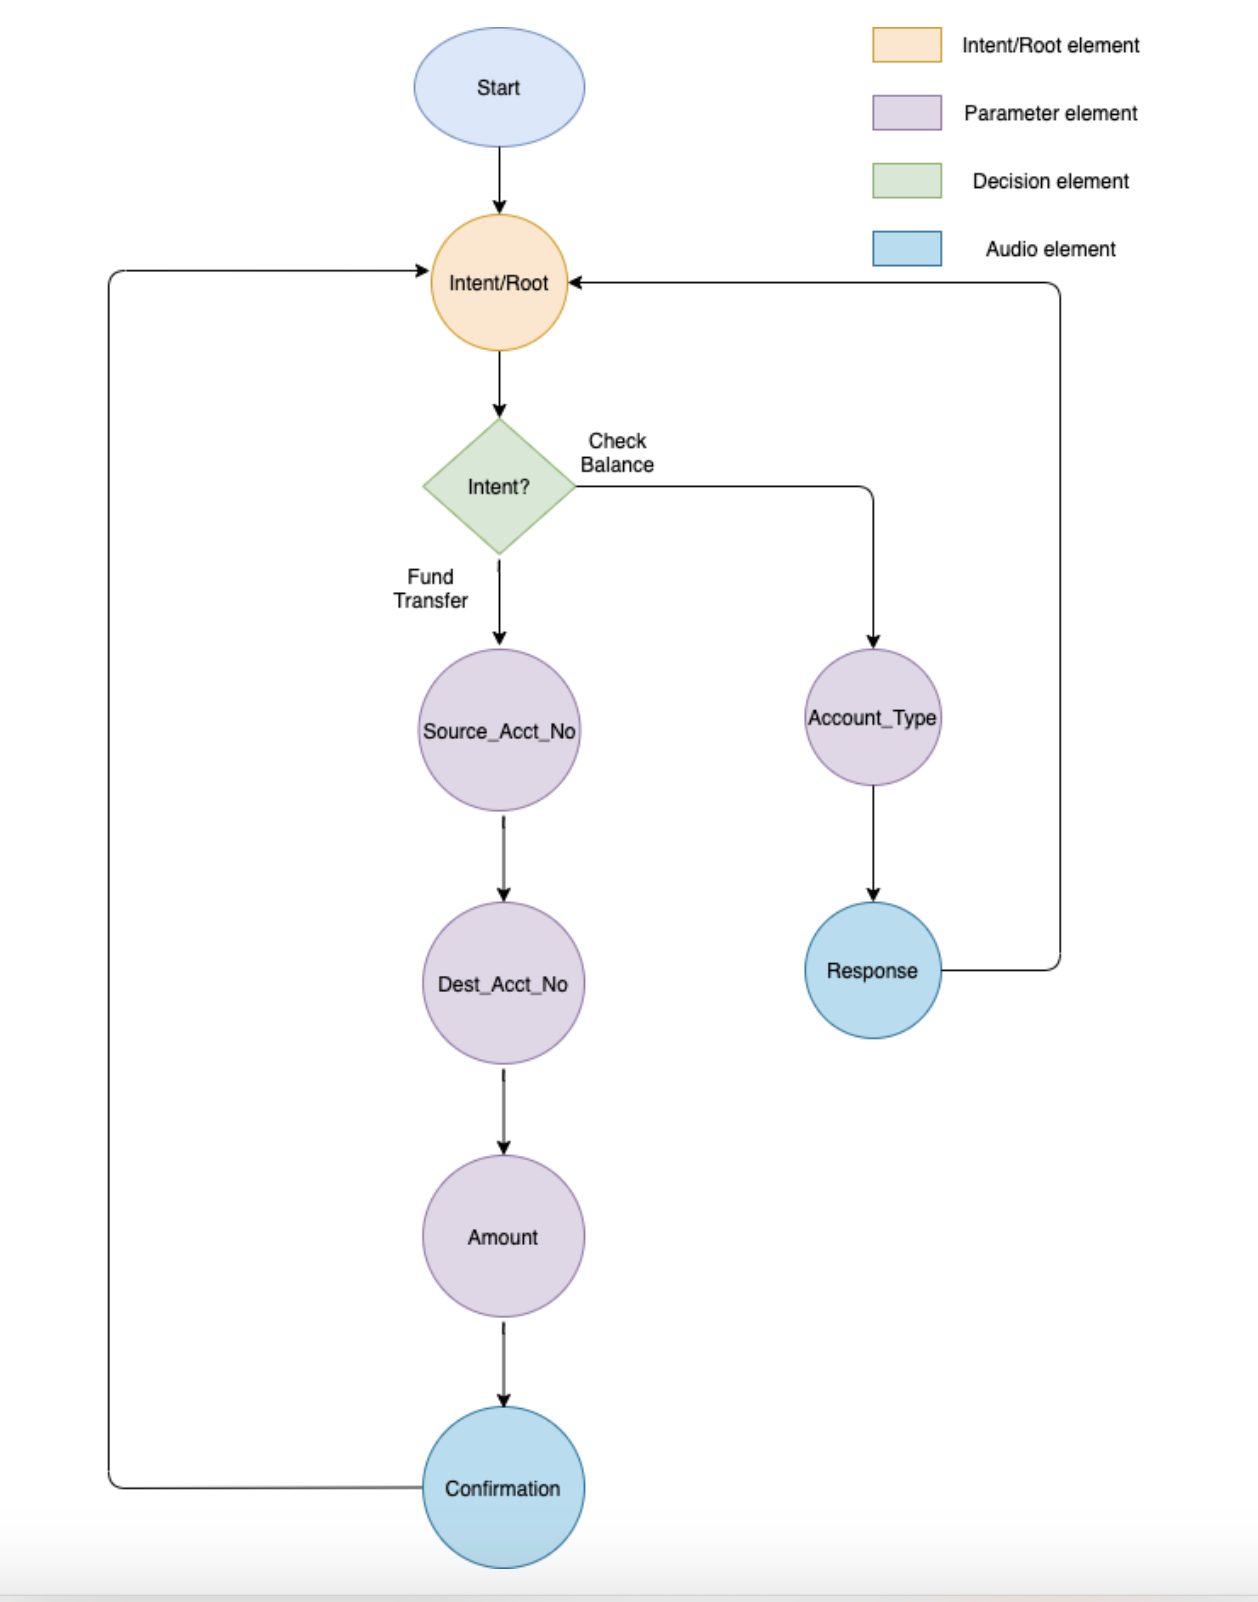 Start
Intent/Root element
Parameter element
Decision element
Audio element
Intent/Root
Check
Balance
Intent?
Fund
Transfer
Source_Acct_No
Account_Type
Dest_Acct_No
Response
Amount
Confirmation